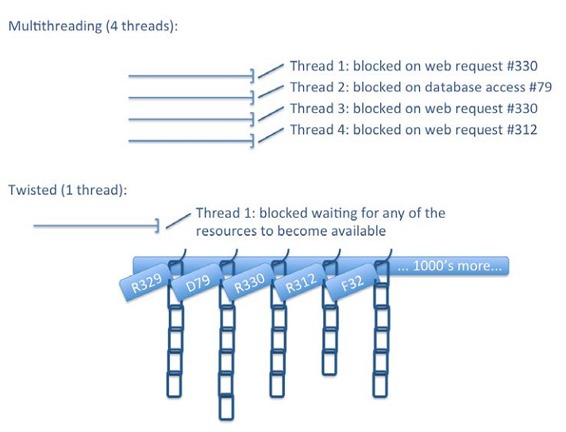 Multithreading (4 threads):
Thread 1: blocked on web request #330
Thread 2: blocked on database access #79
Thread 3: blocked on web request #330
Thread 4: blocked on web request #312
Twisted (1 thread):
Thread 1: blocked waiting for any of the
resources to become available
... 1000's more...
R329
D79
R330
R312
F32